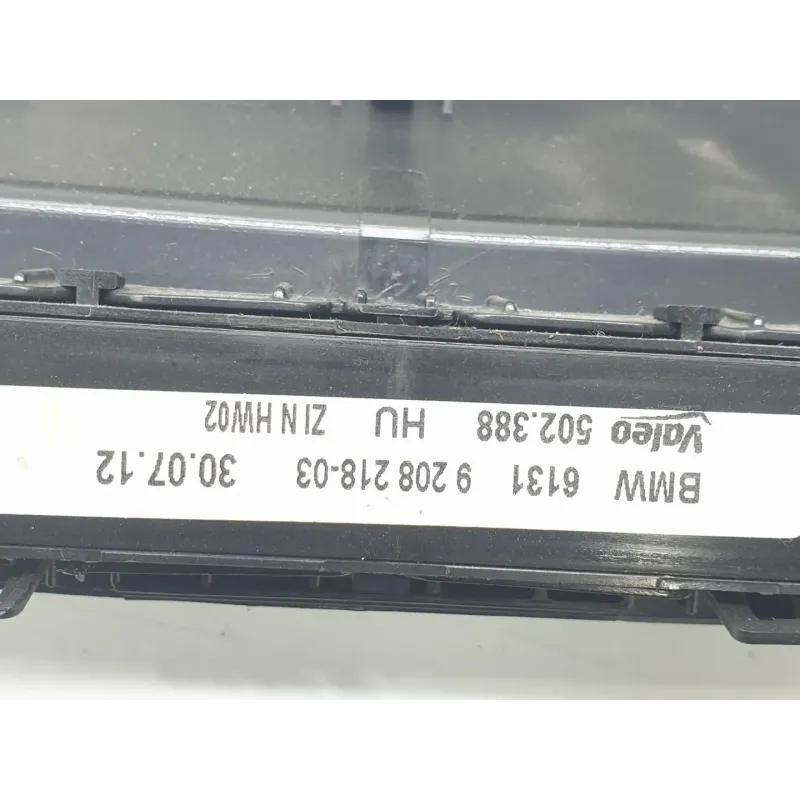 BMW 6131 9 208 218-03 30.07.12
Valeo 502.388 HU ZI N HW02